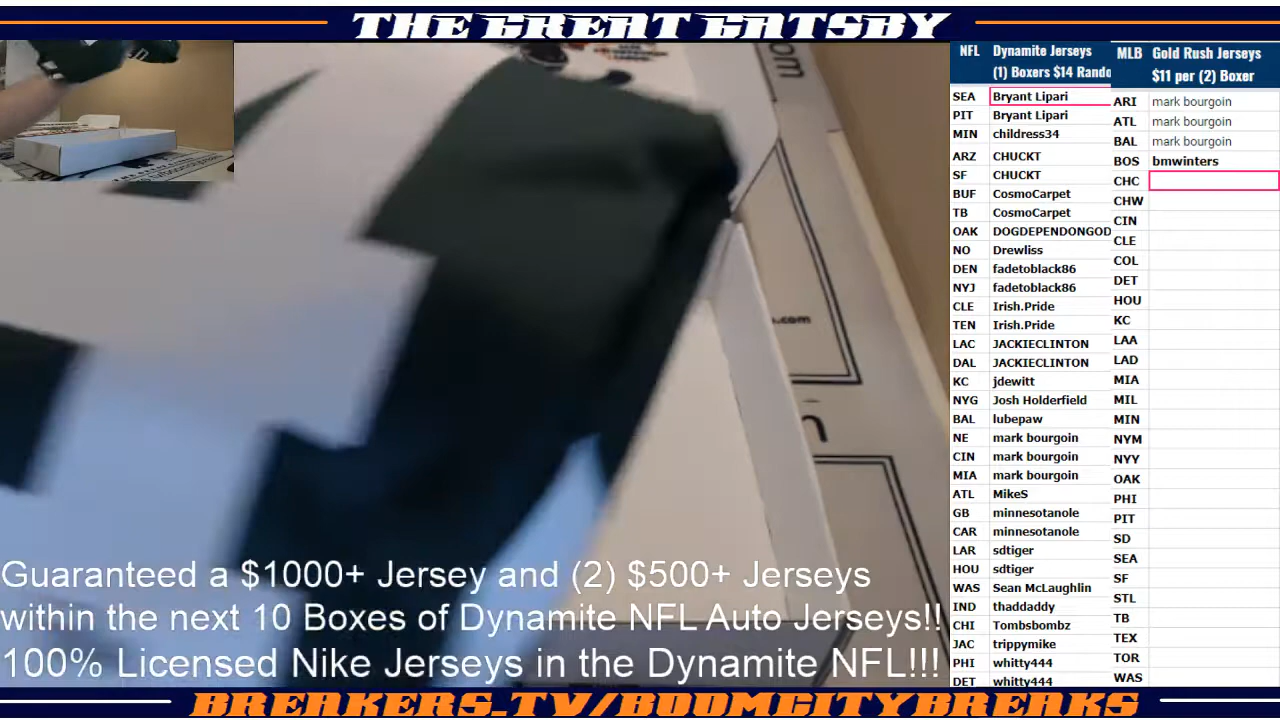 THE GREAT GATSBY
NFL Dynamite Jerseys
(1) Boxers $14 Rando
SEA Bryant Lipari
PIT Bryant Lipari
MIN childress34
ARZ CHUCKT
SF CHUCKT
BUF CosmoCarpet
TB CosmoCarpet
OAK DOGDEPENDONGOD
NO Drewliss
DEN fadetoblack86
NYJ fadetoblack86
CLE Irish.Pride
TEN Irish.Pride
LAC JACKIECLINTON
DAL JACKIECLINTON
KC jdewitt
NYG Josh Holderfield
BAL lubepaw
NE mark bourgoin
CIN mark bourgoin
MIA mark bourgoin
ATL MikeS
GB minnesotanole
CAR minnesotanole
LAR sdtiger
HOU sdtiger
WAS Sean McLaughlin
IND thaddaddy
CHI Tombsbombz
JAC trippymike
PHI whitty444
DET whitty444
MLB Gold Rush Jerseys
$11 per (2) Boxer
ARI mark bourgoin
ATL mark bourgoin
BAL mark bourgoin
BOS bmwinters
CHC
CHW
CIN
CLE
COL
DET
HOU
KC
LAA
LAD
MIA
MIL
MIN
NYM
NYY
OAK
PHI
PIT
SD
SEA
SF
STL
TB
TEX
TOR
WAS
om
.com
n
Guaranteed a $1000+ Jersey and (2) $500+ Jerseys
within the next 10 Boxes of Dynamite NFL Auto Jerseys!!
100% Licensed Nike Jerseys in the Dynamite NFL!!!
BREAKERS.TV/BOOMCITYBREAKS